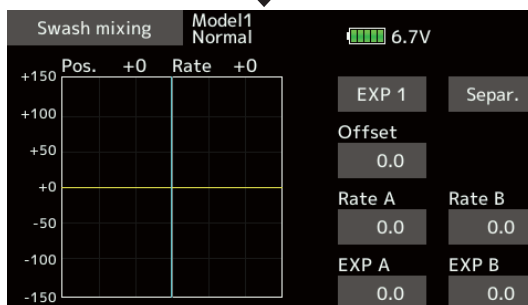 Swash mixing
Model1
Normal
6.7V
Pos. +0 Rate +0
+150
+100
+50
+0
-50
-100
-150
EXP 1 Separ.
Offset
0.0
Rate A Rate B
0.0 0.0
EXP A EXP B
0.0 0.0